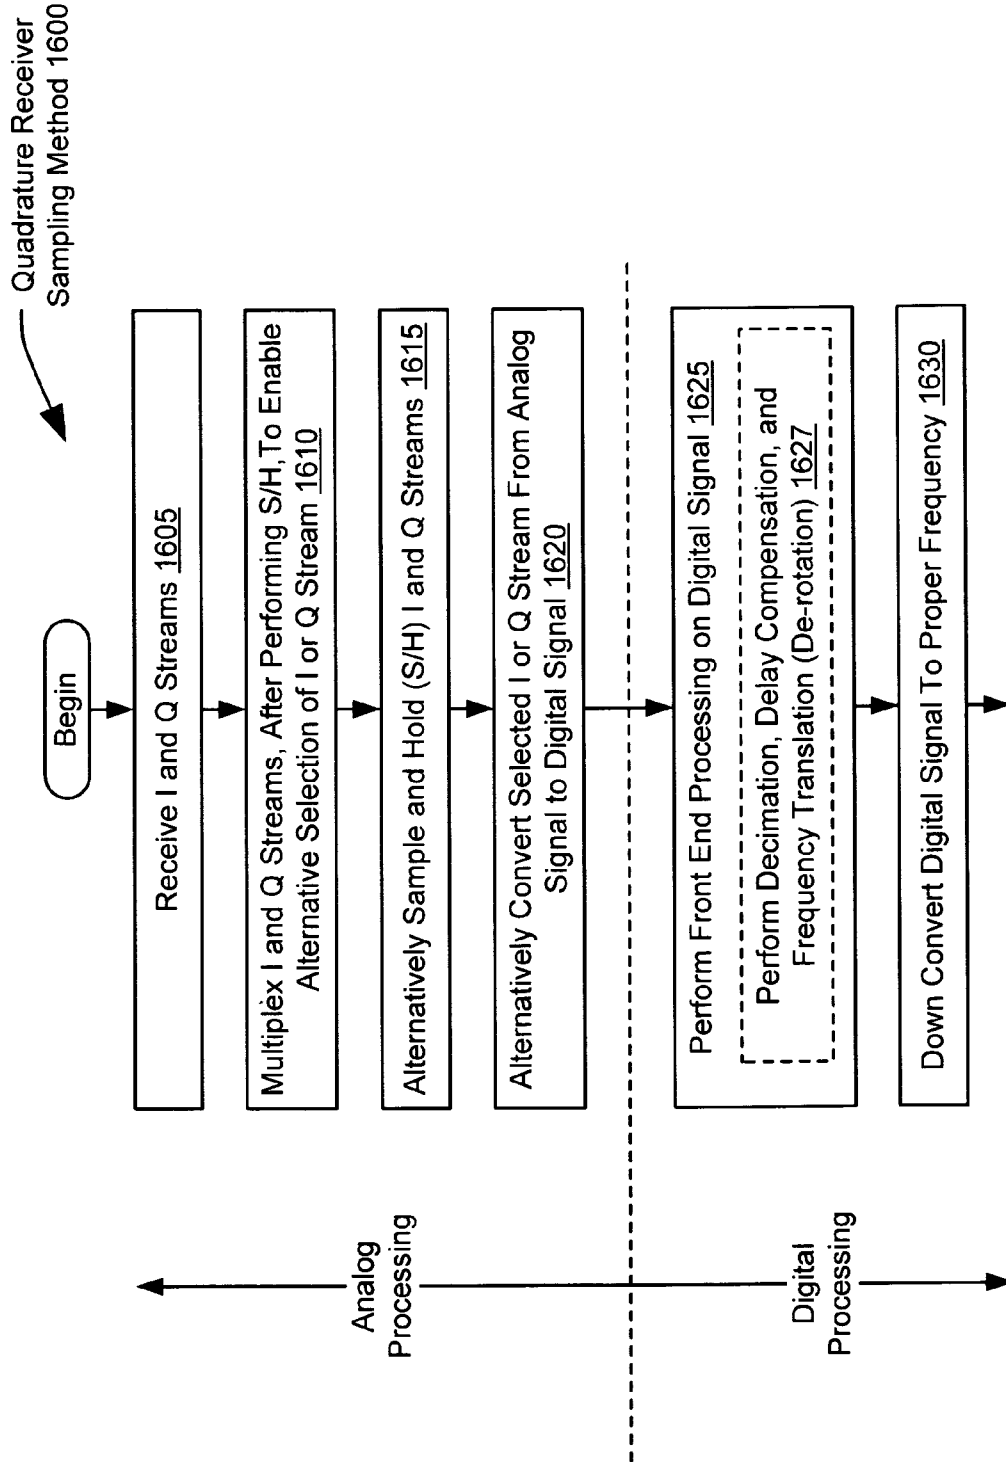 Quadrature Receiver
Sampling Method 1600
Begin
Receive I and Q Streams 1605
Multiplex I and Q Streams, After Performing S/H,To Enable
Alternative Selection of I or Q Stream 1610
Alternatively Sample and Hold (S/H) I and Q Streams 1615
Alternatively Convert Selected I or Q Stream From Analog
Signal to Digital Signal 1620
Perform Front End Processing on Digital Signal 1625
Perform Decimation, Delay Compensation, and
Frequency Translation (De-rotation) 1627
Down Convert Digital Signal To Proper Frequency 1630
Analog
Processing
Digital
Processing